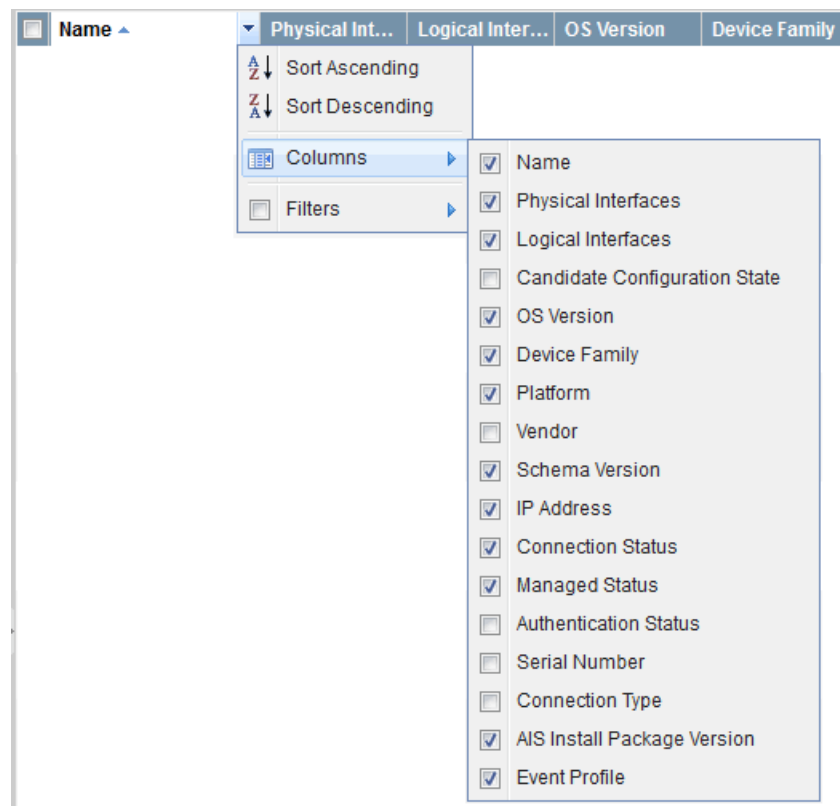 Name Physical Int... Logical Inter... OS Version Device Family
Sort Ascending
Sort Descending
Columns
Filters
Name
Physical Interfaces
Logical Interfaces
Candidate Configuration State
OS Version
Device Family
Platform
Vendor
Schema Version
IP Address
Connection Status
Managed Status
Authentication Status
Serial Number
Connection Type
AIS Install Package Version
Event Profile